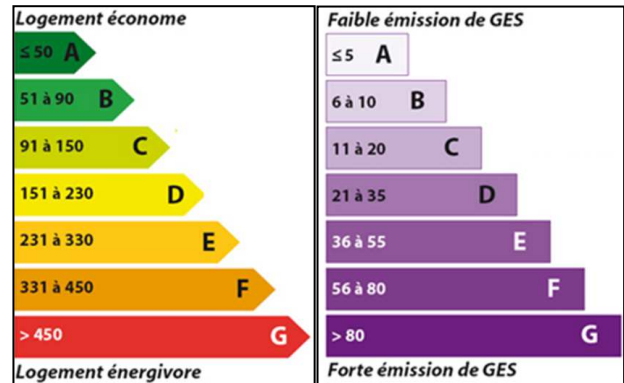 Logement économe
≤ 50 A
51 à 90 B
91 à 150 C
151 à 230 D
231 à 330 E
331 à 450 F
> 450 G
Logement énergivore
Faible émission de GES
≤ 5 A
6 à 10 B
11 à 20 C
21 à 35 D
36 à 55 E
56 à 80 F
> 80 G
Forte émission de GES